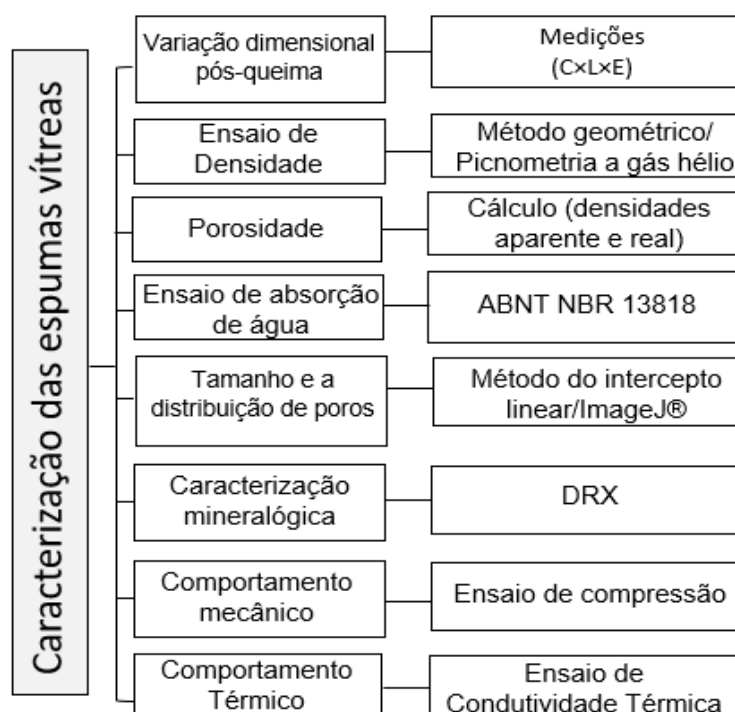 Caracterização das espumas vítreas
Variação dimensional
pós-queima
Medições
(C×L×E)
Ensaio de
Densidade
Método geométrico/
Picnometria a gás hélio
Porosidade
Cálculo (densidades
aparente e real)
Ensaio de absorção
de água
ABNT NBR 13818
Tamanho e a
distribuição de poros
Método do intercepto
linear/ImageJ®
Caracterização
mineralógica
DRX
Comportamento
mecânico
Ensaio de compressão
Comportamento
Térmico
Ensaio de
Condutividade Térmica